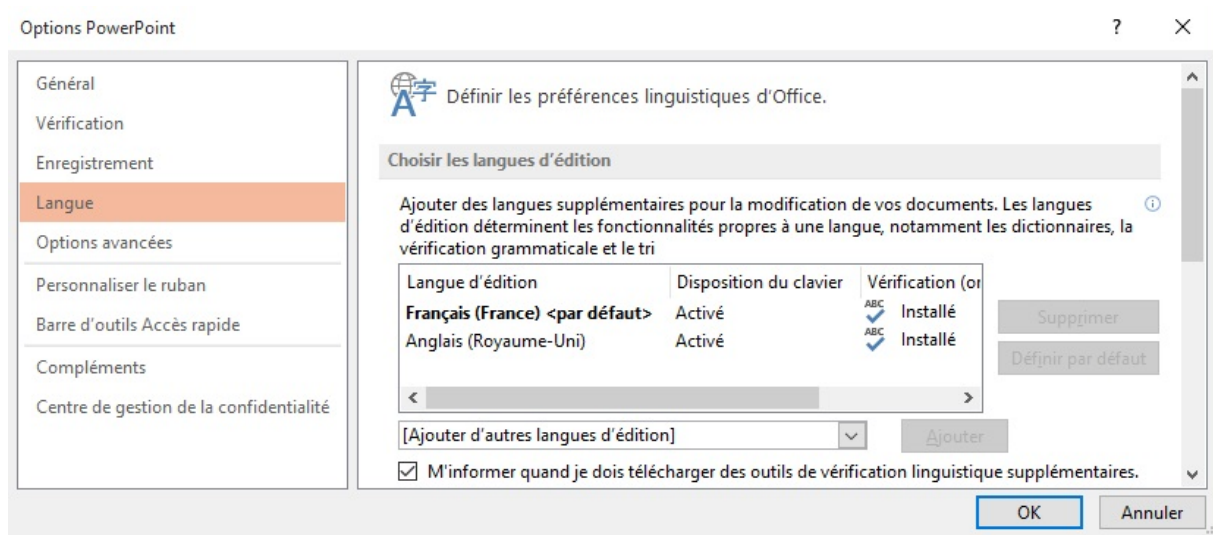 Options PowerPoint
?
Général
Vérification
Enregistrement
Langue
Options avancées
Personnaliser le ruban
Barre d'outils Accès rapide
Compléments
Centre de gestion de la confidentialité
A字 Définir les préférences linguistiques d'Office.
Choisir les langues d'édition
Ajouter des langues supplémentaires pour la modification de vos documents. Les langues
d'édition déterminent les fonctionnalités propres à une langue, notamment les dictionnaires, la
vérification grammaticale et le tri
Langue d'édition Disposition du clavier Vérification (or
Français (France) <par défaut> Activé ABC Installé
Anglais (Royaume-Uni) Activé ABC Installé
Supprimer
Définir par défaut
[Ajouter d'autres langues d'édition] Ajouter
M'informer quand je dois télécharger des outils de vérification linguistique supplémentaires.
OK Annuler